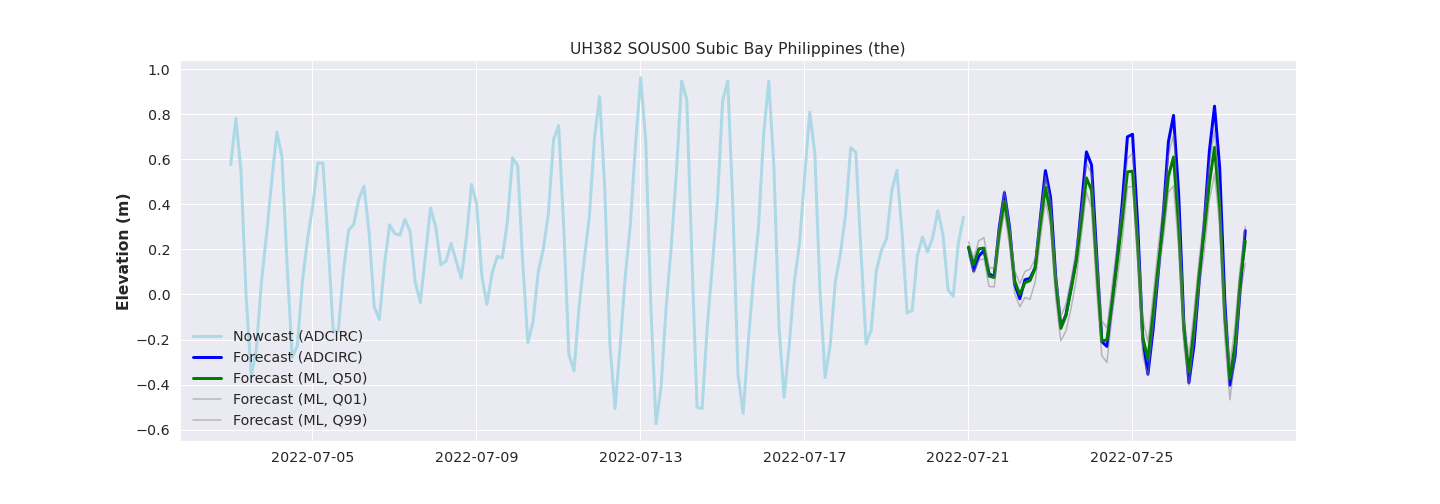 UH382 SOUS00 Subic Bay Philippines (the)
1.0
0.8
0.6
0.4
0.2
0.0
−0.2
−0.4
−0.6
Elevation (m)
Nowcast (ADCIRC)
Forecast (ADCIRC)
Forecast (ML, Q50)
Forecast (ML, Q01)
Forecast (ML, Q99)
2022-07-05 2022-07-09 2022-07-13 2022-07-17 2022-07-21 2022-07-25